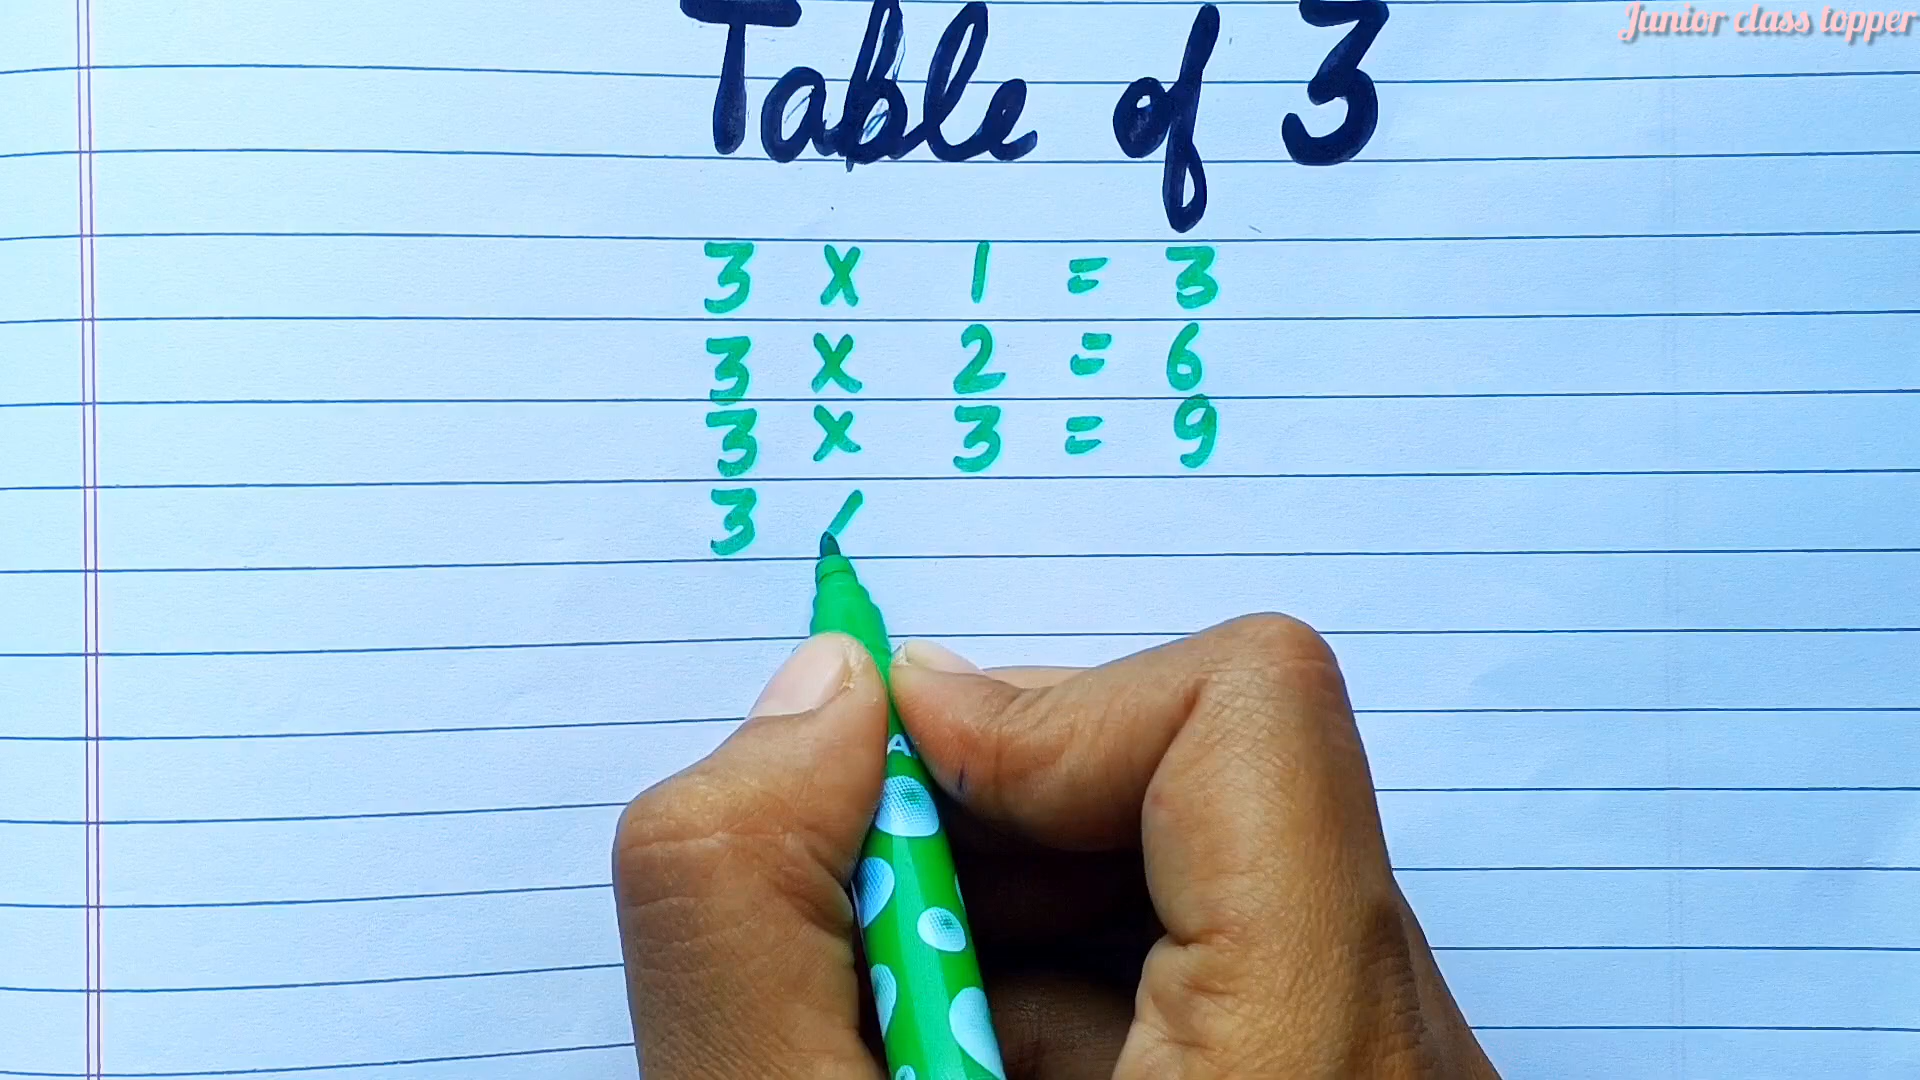 Junior class topper
Table of 3
3 x 1 = 3
3 x 2 = 6
3 x 3 = 9
3 /
A